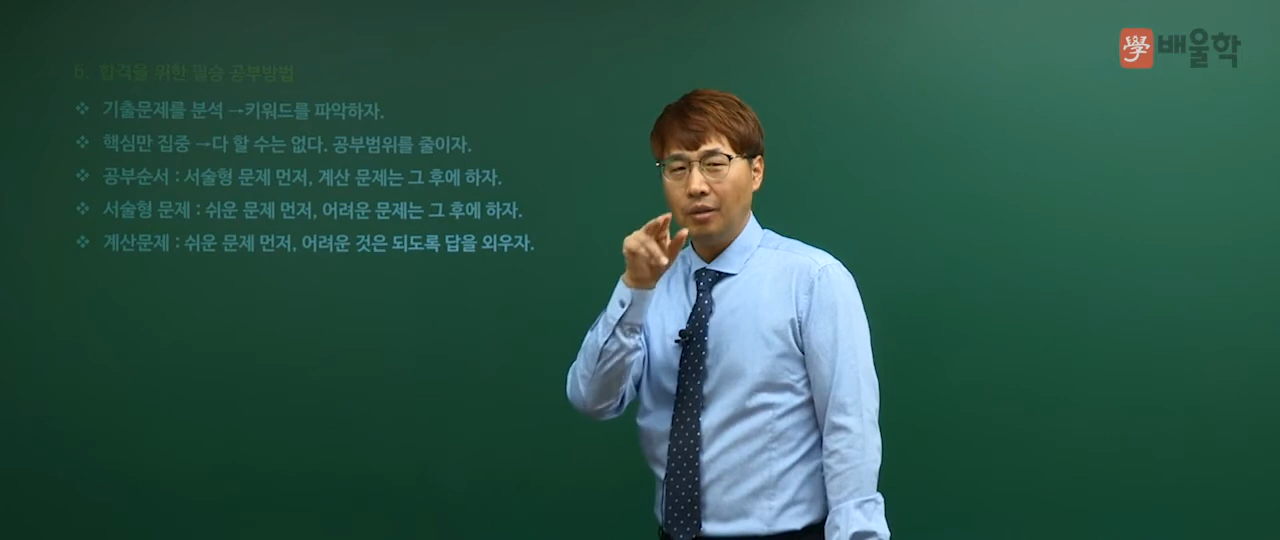 6. 합격을 위한 필승 공부방법
❖ 기출문제를 분석 →키워드를 파악하자.
❖ 핵심만 집중 →다 할 수는 없다. 공부범위를 줄이자.
❖ 공부순서 : 서술형 문제 먼저, 계산 문제는 그 후에 하자.
❖ 서술형 문제 : 쉬운 문제 먼저, 어려운 문제는 그 후에 하자.
❖ 계산문제 : 쉬운 문제 먼저, 어려운 것은 되도록 답을 외우자.
學 배울학